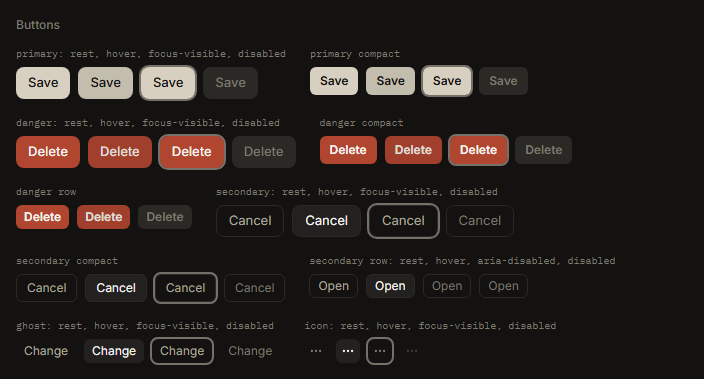 Buttons
primary: rest, hover, focus-visible, disabled
primary compact
Save Save Save Save
Save Save Save Save
danger: rest, hover, focus-visible, disabled
danger compact
Delete Delete Delete Delete
Delete Delete Delete Delete
danger row
secondary: rest, hover, focus-visible, disabled
Delete Delete Delete
Cancel Cancel Cancel Cancel
secondary compact
secondary row: rest, hover, aria-disabled, disabled
Cancel Cancel Cancel Cancel
Open Open Open Open
ghost: rest, hover, focus-visible, disabled
icon: rest, hover, focus-visible, disabled
Change Change Change Change
... ... ... ...